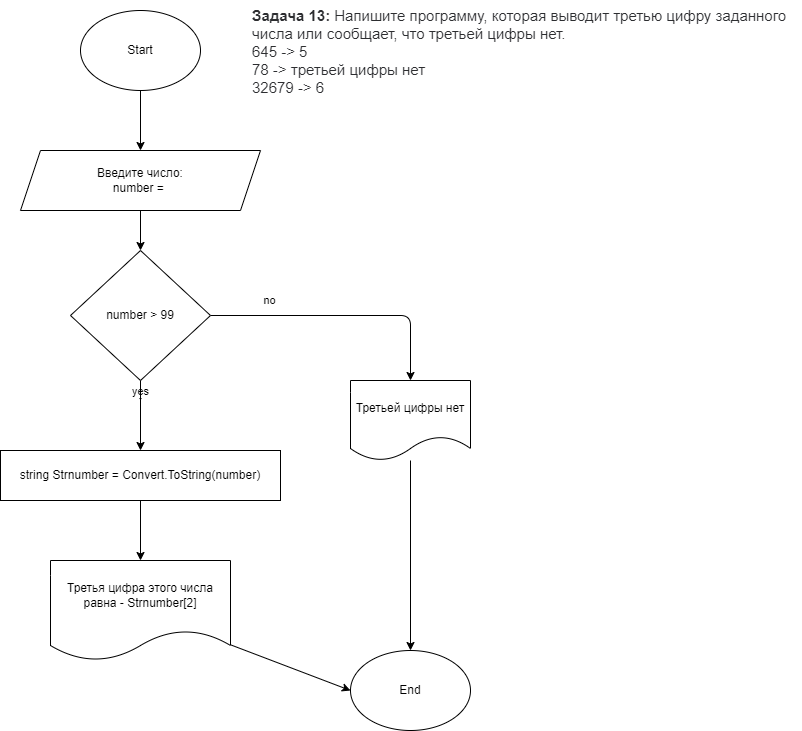 Задача 13: Напишите программу, которая выводит третью цифру заданного
числа или сообщает, что третьей цифры нет.
645 -> 5
78 -> третьей цифры нет
32679 -> 6
Start
Введите число:
number =
number > 99
no
yes
Третьей цифры нет
string Strnumber = Convert.ToString(number)
Третья цифра этого числа
равна - Strnumber[2]
End